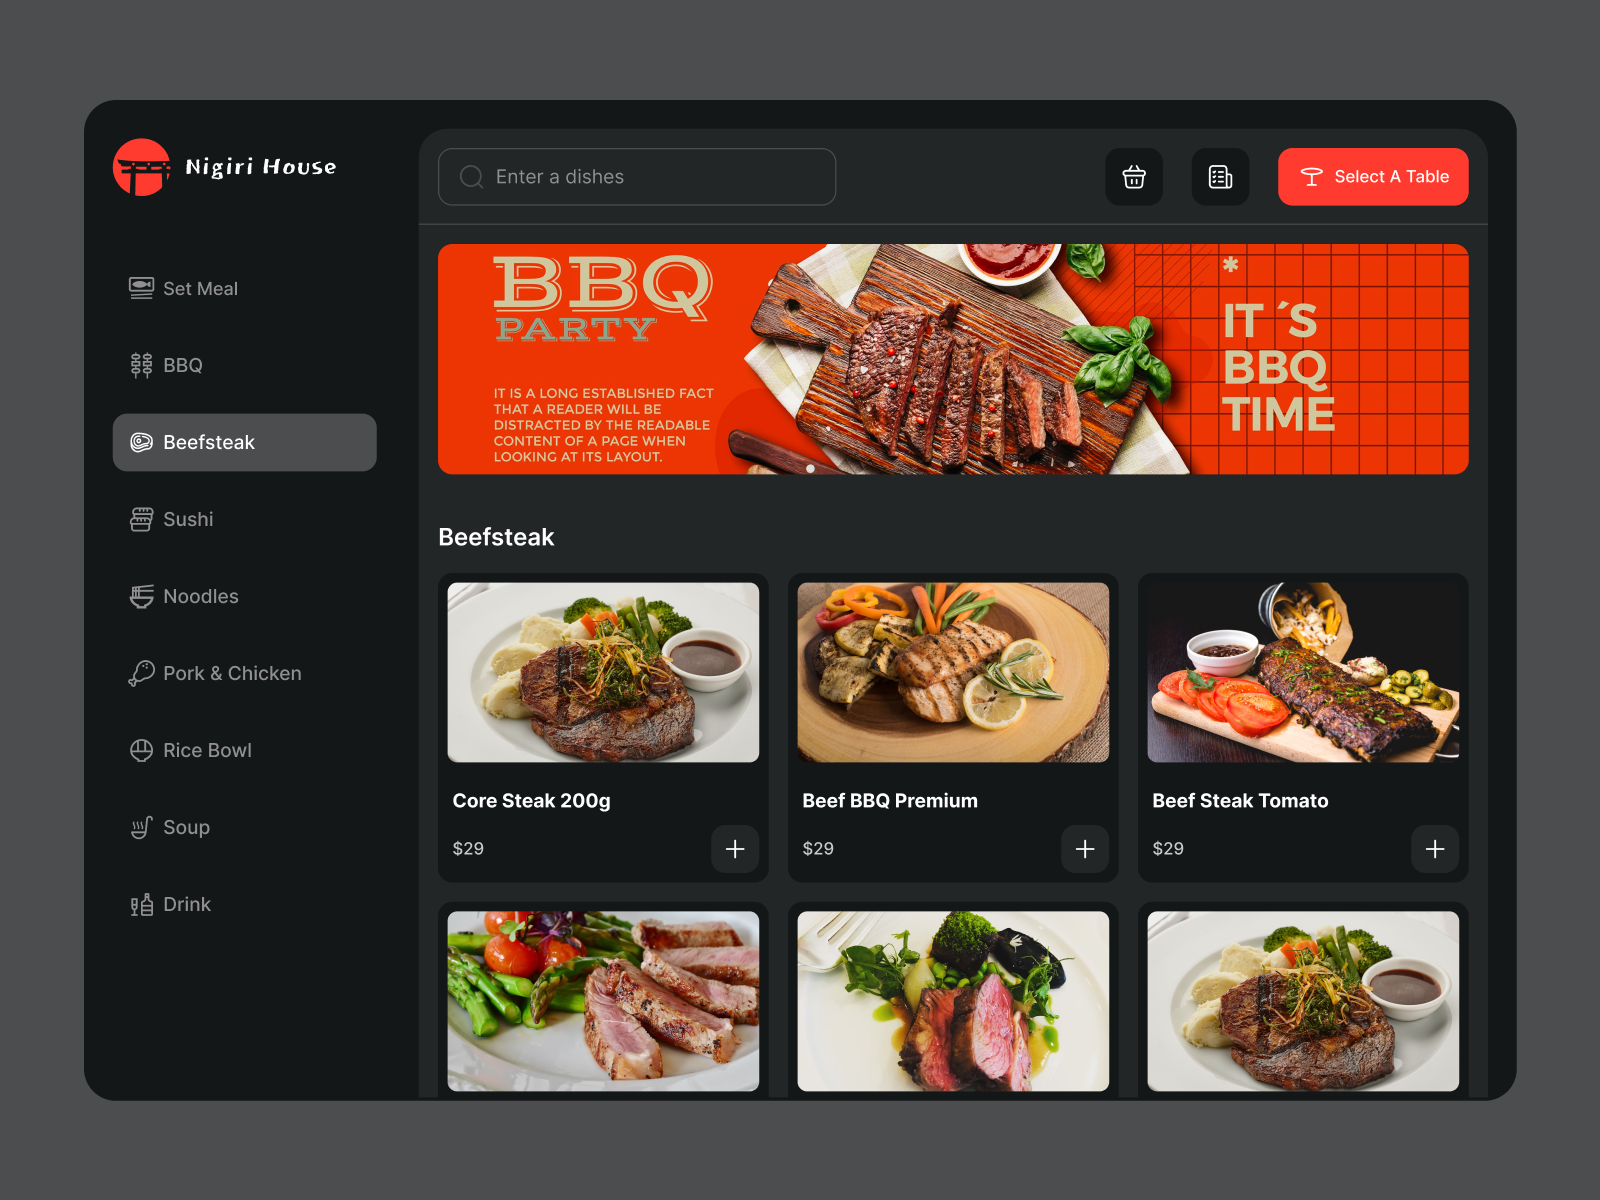 Nigiri House
Enter a dishes
Select A Table
Set Meal
BBQ
Beefsteak
Sushi
Noodles
Pork & Chicken
Rice Bowl
Soup
Drink
BBQ
PARTY
IT IS A LONG ESTABLISHED FACT
THAT A READER WILL BE
DISTRACTED BY THE READABLE
CONTENT OF A PAGE WHEN
LOOKING AT ITS LAYOUT.
*
IT ´S
BBQ
TIME
Beefsteak
Core Steak 200g
$29
Beef BBQ Premium
$29
Beef Steak Tomato
$29